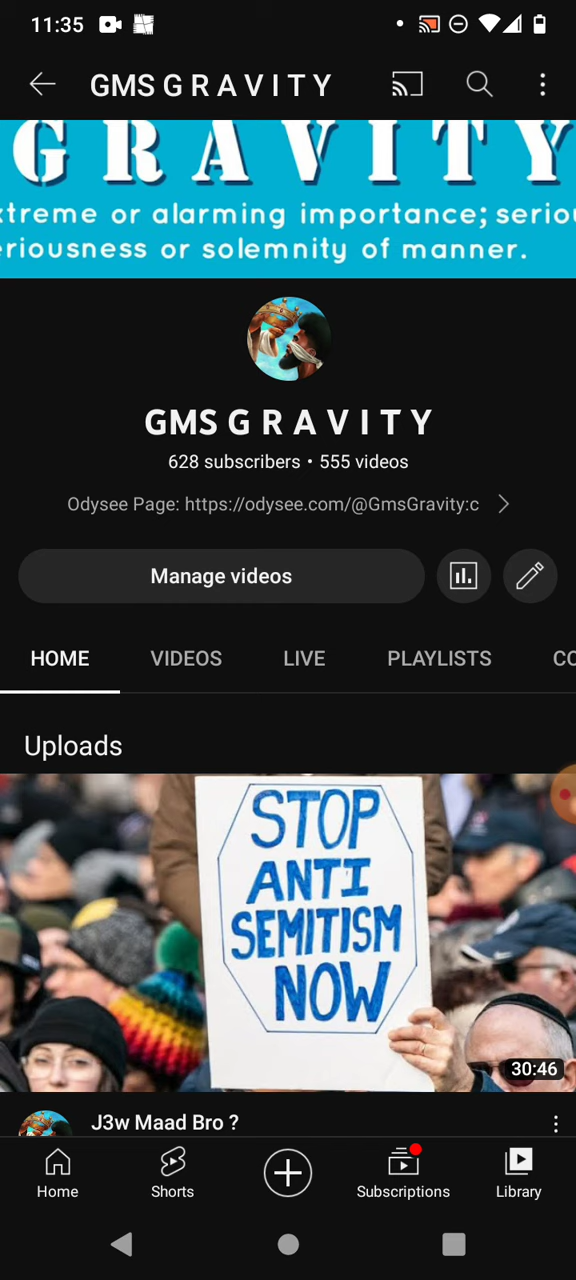 11:35
GMS G R A V I T Y
GRAVITY
xtreme or alarming importance; seriou
eriousness or solemnity of manner.
GMS G R A V I T Y
628 subscribers • 555 videos
Odysee Page: https://odysee.com/@GmsGravity:c
Manage videos
HOME VIDEOS LIVE PLAYLISTS CO
Uploads
STOP
ANTI
SEMITISM
NOW
30:46
J3w Maad Bro ?
Home Shorts Subscriptions Library